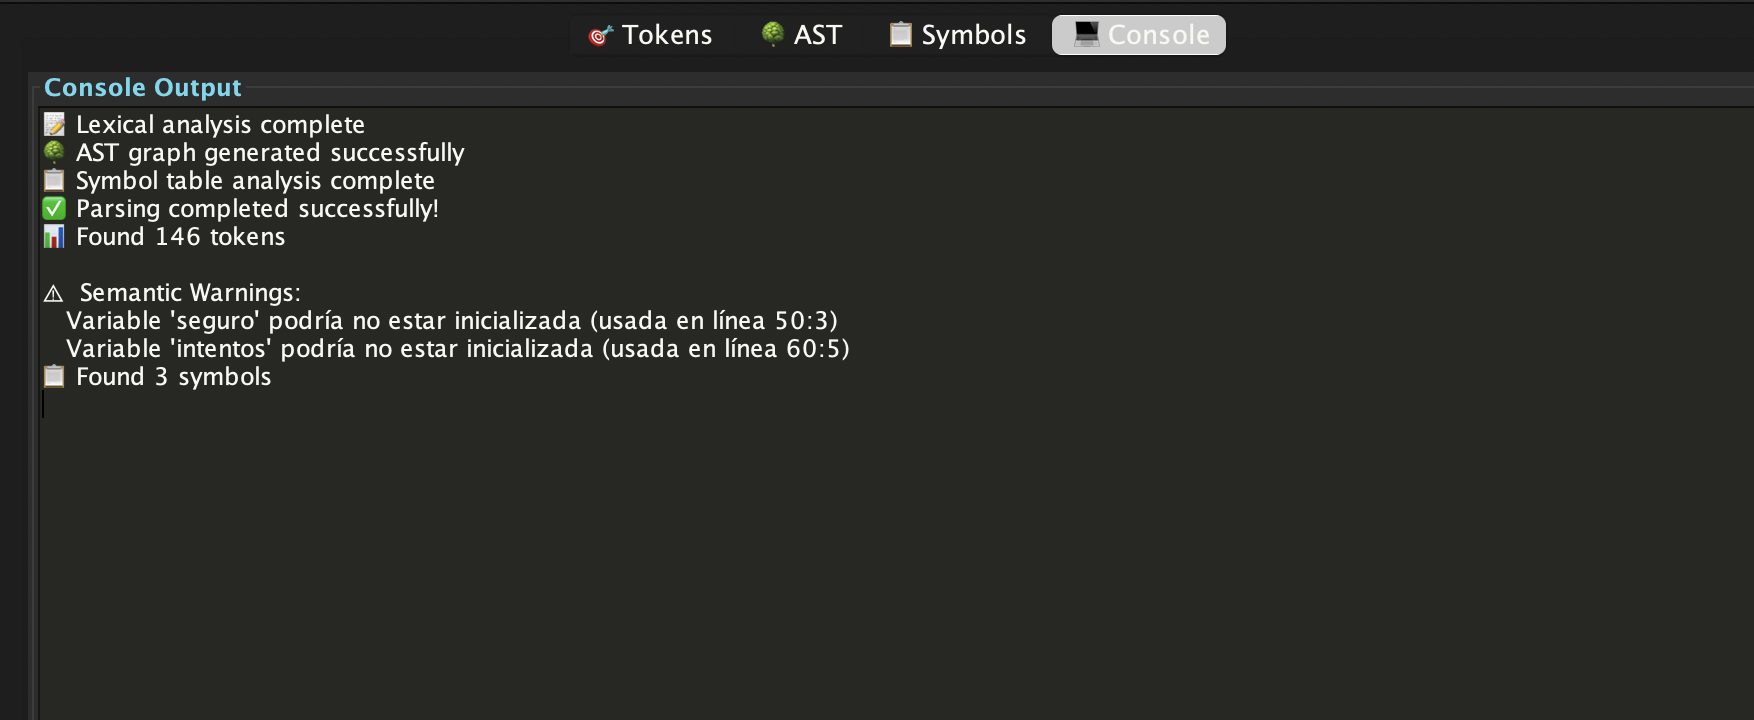 🎯 Tokens 🌳 AST 📋 Symbols 💻 Console
Console Output
📝 Lexical analysis complete
🌳 AST graph generated successfully
📋 Symbol table analysis complete
✅ Parsing completed successfully!
📊 Found 146 tokens
⚠ Semantic Warnings:
Variable 'seguro' podría no estar inicializada (usada en línea 50:3)
Variable 'intentos' podría no estar inicializada (usada en línea 60:5)
📋 Found 3 symbols